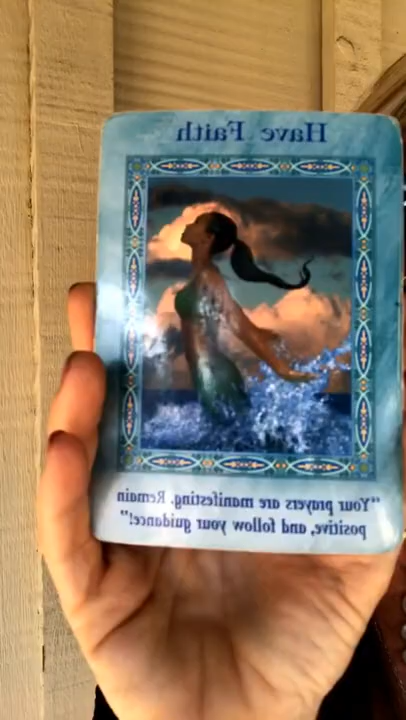 Have Faith
“Your prayers are manifesting. Remain
positive, and follow your guidance!”